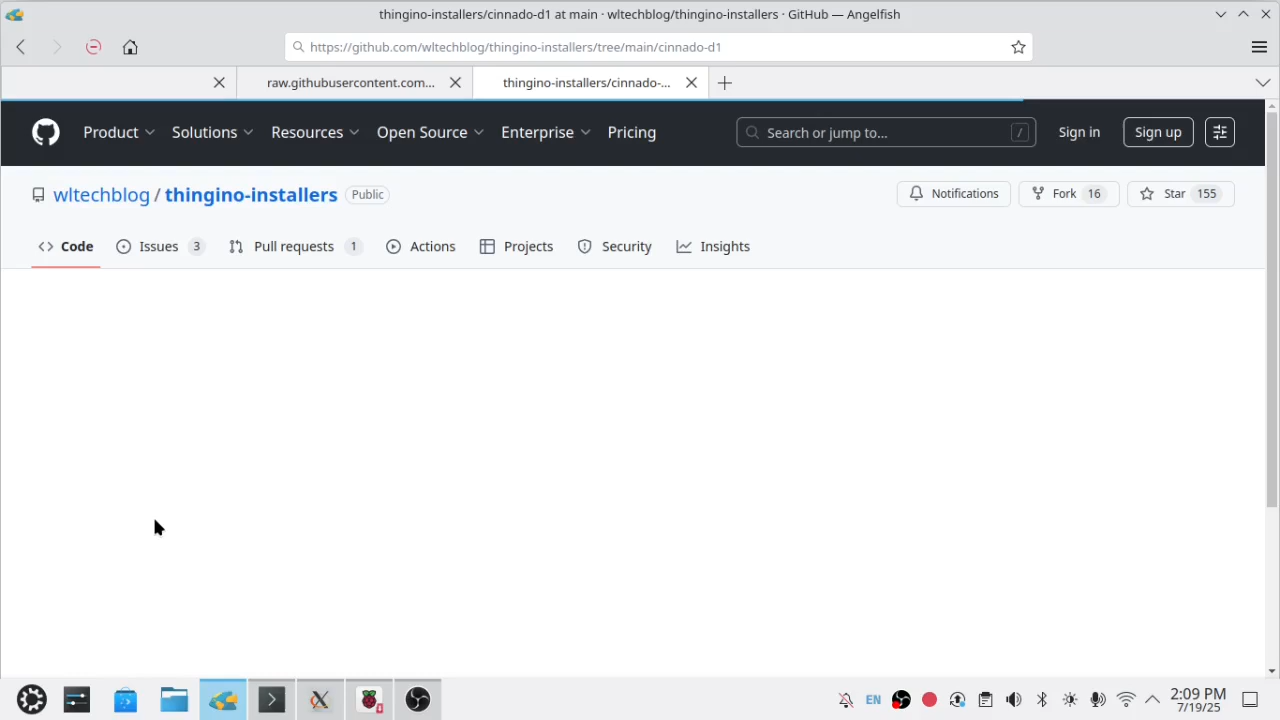 thingino-installers/cinnado-d1 at main · wltechblog/thingino-installers · GitHub — Angelfish
https://github.com/wltechblog/thingino-installers/tree/main/cinnado-d1
raw.githubusercontent.com... thingino-installers/cinnado-...
Product Solutions Resources Open Source Enterprise Pricing Search or jump to... / Sign in Sign up
wltechblog / thingino-installers Public Notifications Fork 16 Star 155
Code Issues 3 Pull requests 1 Actions Projects Security Insights
EN 2:09 PM
7/19/25